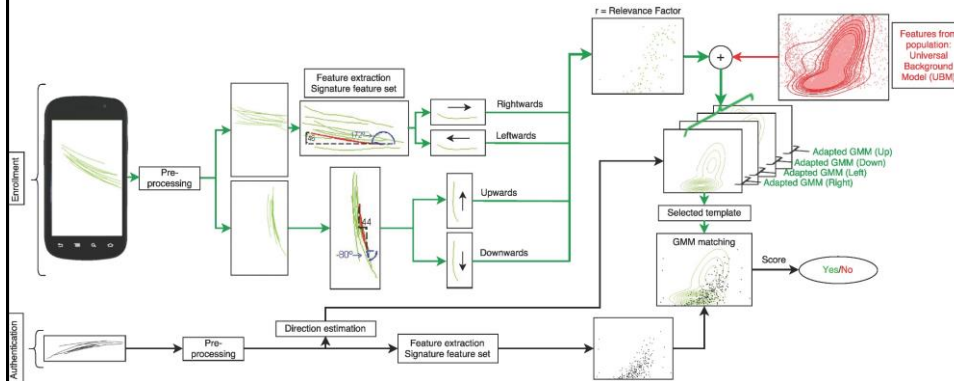 r = Relevance Factor
Features from
population:
Universal
Background
Model (UBM)
Feature extraction
Signature feature set
Rightwards
Leftwards
Enrollment
Pre-
processing
Adapted GMM (Up)
Adapted GMM (Down)
Adapted GMM (Left)
Adapted GMM (Right)
Upwards
44
-80º
Selected template
Downwards
GMM matching
Score
Yes/No
Authentication
Pre-
processing
Direction estimation
Feature extraction
Signature feature set